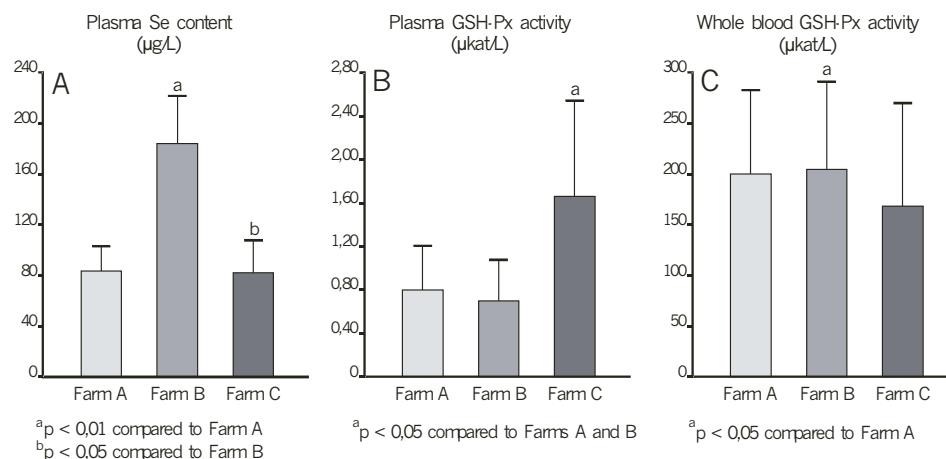 Plasma Se content
(µg/L)
A
240
200
160
120
80
40
0
a
b
Farm A Farm B Farm C
ap < 0,01 compared to Farm A
bp < 0,05 compared to Farm B
Plasma GSH-Px activity
(µkat/L)
B
2,80
2,40
2,00
1,60
1,20
0,80
0,40
0
a
Farm A Farm B Farm C
ap < 0,05 compared to Farms A and B
Whole blood GSH-Px activity
(µkat/L)
C
300
250
200
150
100
50
0
a
Farm A Farm B Farm C
ap < 0,05 compared to Farm A